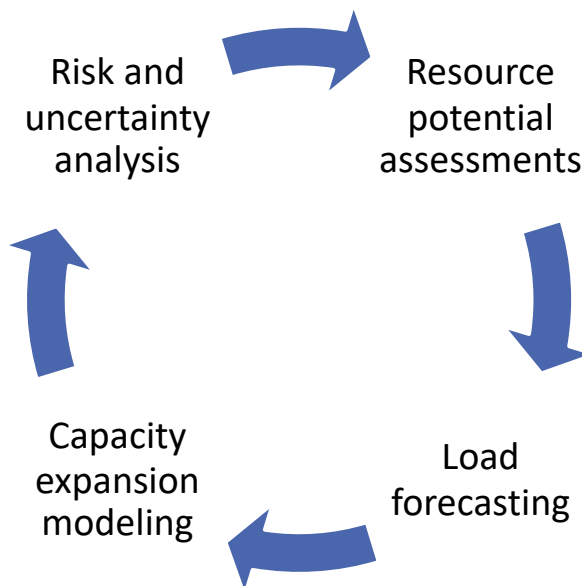 Risk and
uncertainty
analysis
Resource
potential
assessments
Load
forecasting
Capacity
expansion
modeling